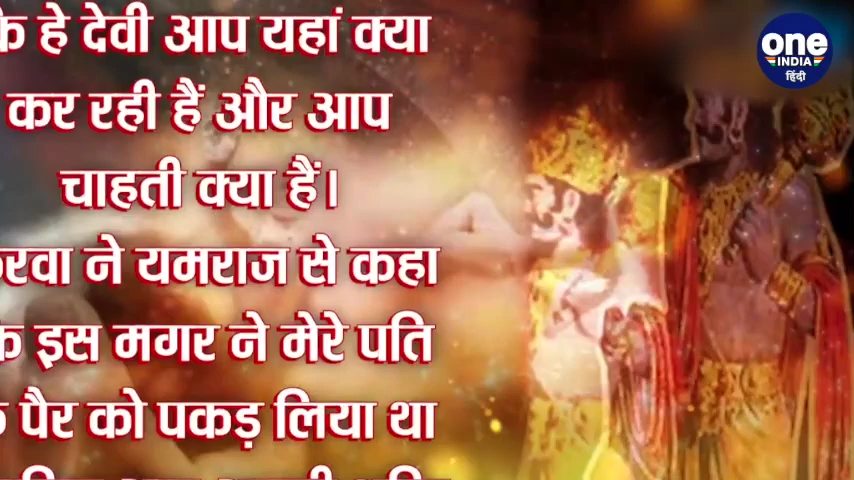 हे देवी आप यहां क्या
कर रही हैं और आप
चाहती क्या हैं।
ने यमराज से कहा
इस मगर ने मेरे पति
पैर को पकड़ लिया था
one
INDIA
हिंदी